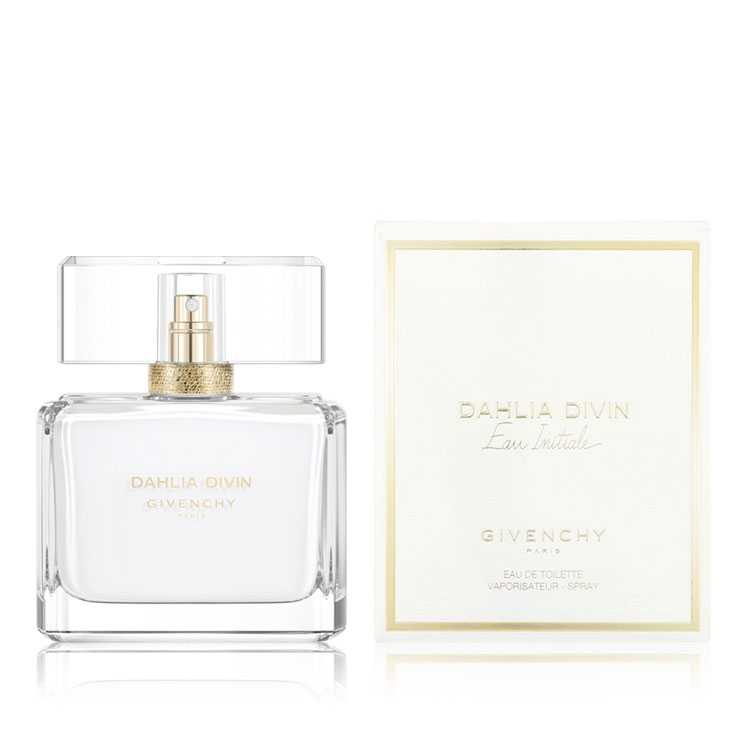 DAHLIA DIVIN
GIVENCHY
PARIS
DAHLIA DIVIN
Eau Initiale
GIVENCHY
PARIS
EAU DE TOILETTE
VAPORISATEUR - SPRAY